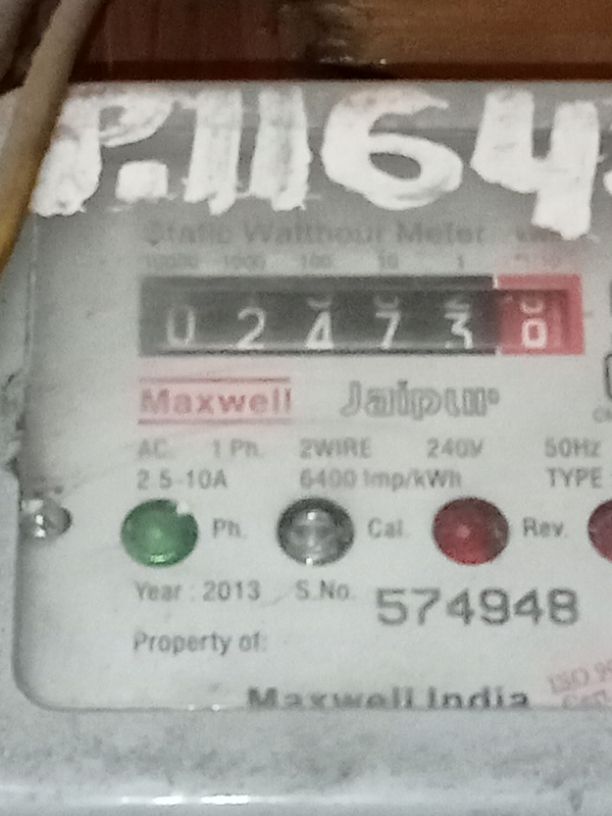 P.1164
Static Watthour Meter
10000 1000 100 10 1
0 2 4 7 3 0
Maxwell Jaipur
AC. 1 Ph. 2WIRE 240V 50Hz
2.5-10A 6400 Imp/kWh TYPE
Ph. Cal. Rev.
Year : 2013 S.No. 574948
Property of:
Maxwell India